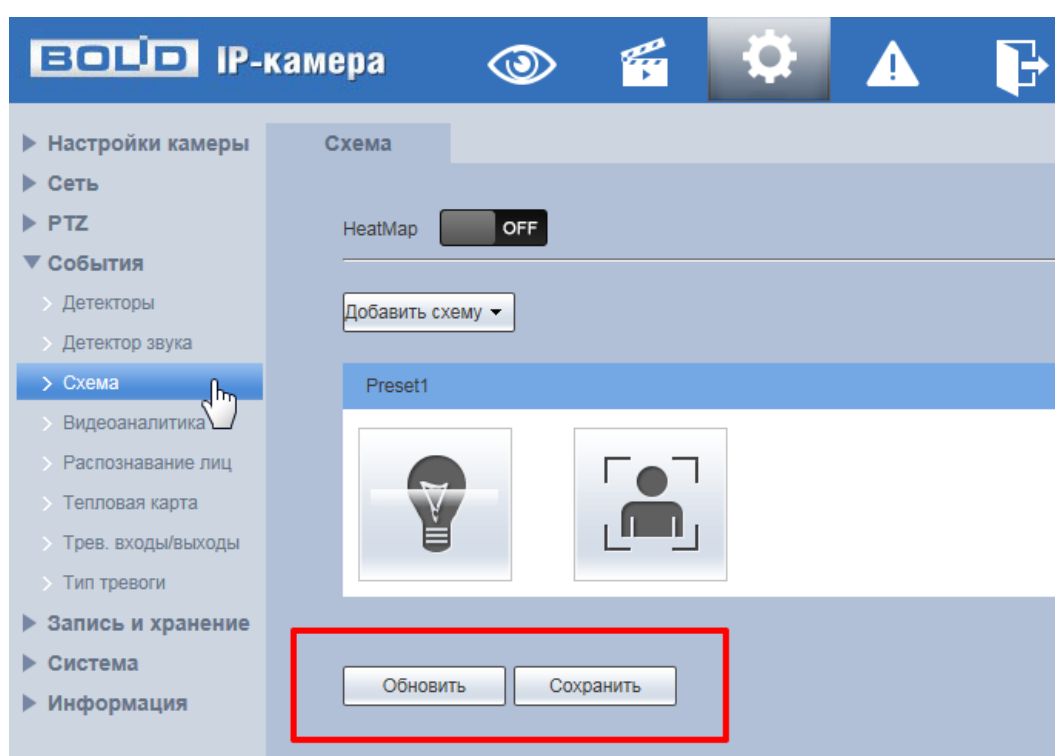 BOLID IP-камера
Настройки камеры
Сеть
PTZ
События
Детекторы
Детектор звука
Схема
Видеоаналитика
Распознавание лиц
Тепловая карта
Трев. входы/выходы
Тип тревоги
Запись и хранение
Система
Информация
Схема
HeatMap OFF
Добавить схему
Preset1
Обновить Сохранить